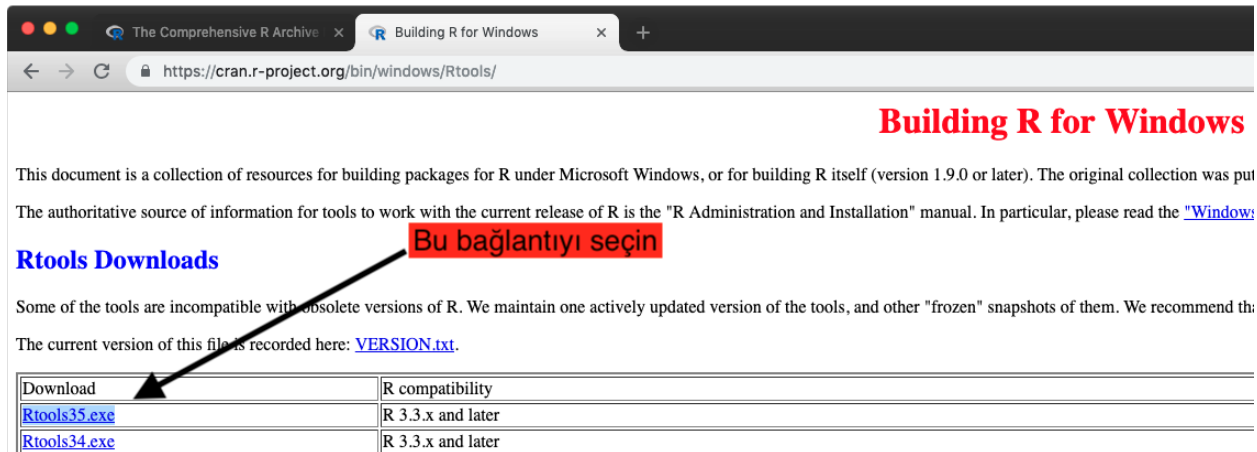 The Comprehensive R Archive
Building R for Windows
https://cran.r-project.org/bin/windows/Rtools/
Building R for Windows
This document is a collection of resources for building packages for R under Microsoft Windows, or for building R itself (version 1.9.0 or later). The original collection was put
The authoritative source of information for tools to work with the current release of R is the "R Administration and Installation" manual. In particular, please read the "Windows
Bu bağlantıyı seçin
Rtools Downloads
Some of the tools are incompatible with obsolete versions of R. We maintain one actively updated version of the tools, and other "frozen" snapshots of them. We recommend tha
The current version of this file is recorded here: VERSION.txt.
Download R compatibility
Rtools35.exe R 3.3.x and later
Rtools34.exe R 3.3.x and later